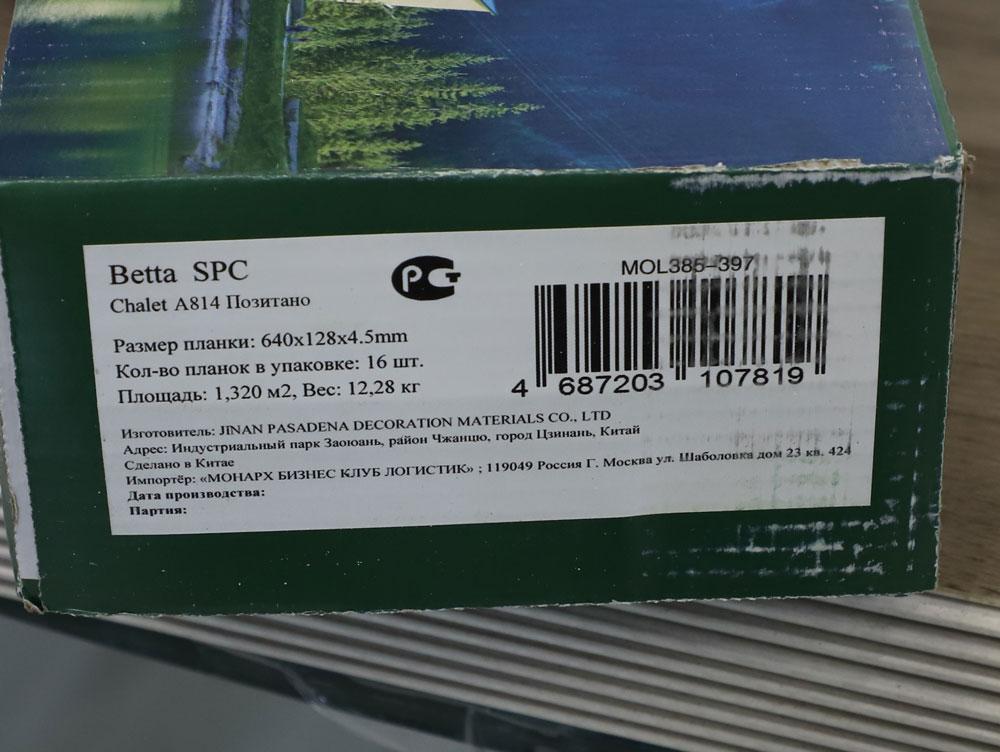 Betta SPC
Chalet A814 Позитано
РСТ
MOL385-397
Размер планки: 640x128x4.5mm
Кол-во планок в упаковке: 16 шт.
Площадь: 1,320 м2, Вес: 12,28 кг
4 687203 107819
Изготовитель: JINAN PASADENA DECORATION MATERIALS CO., LTD
Адрес: Индустриальный парк Заоюань, район Чжанцю, город Цзинань, Китай
Сделано в Китае
Импортёр: «МОНАРХ БИЗНЕС КЛУБ ЛОГИСТИК» ; 119049 Россия Г. Москва ул. Шаболовка дом 23 кв. 424
Дата производства:
Партия: